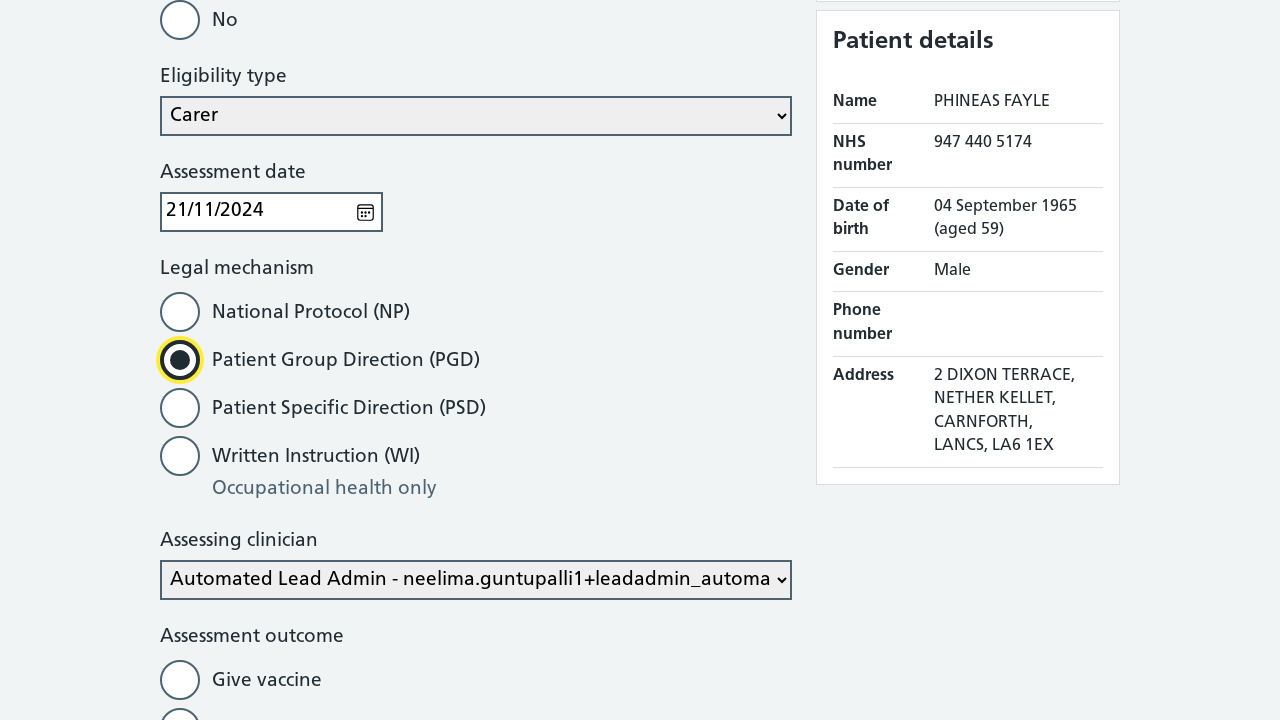 No
Eligibility type
Carer
Assessment date
21/11/2024
Legal mechanism
National Protocol (NP)
Patient Group Direction (PGD)
Patient Specific Direction (PSD)
Written Instruction (WI)
Occupational health only
Assessing clinician
Automated Lead Admin - neelima.guntupalli1+leadadmin_automa
Assessment outcome
Give vaccine
Patient details
Name PHINEAS FAYLE
NHS number 947 440 5174
Date of birth 04 September 1965 (aged 59)
Gender Male
Phone number
Address 2 DIXON TERRACE,
NETHER KELLET,
CARNFORTH,
LANCS, LA6 1EX